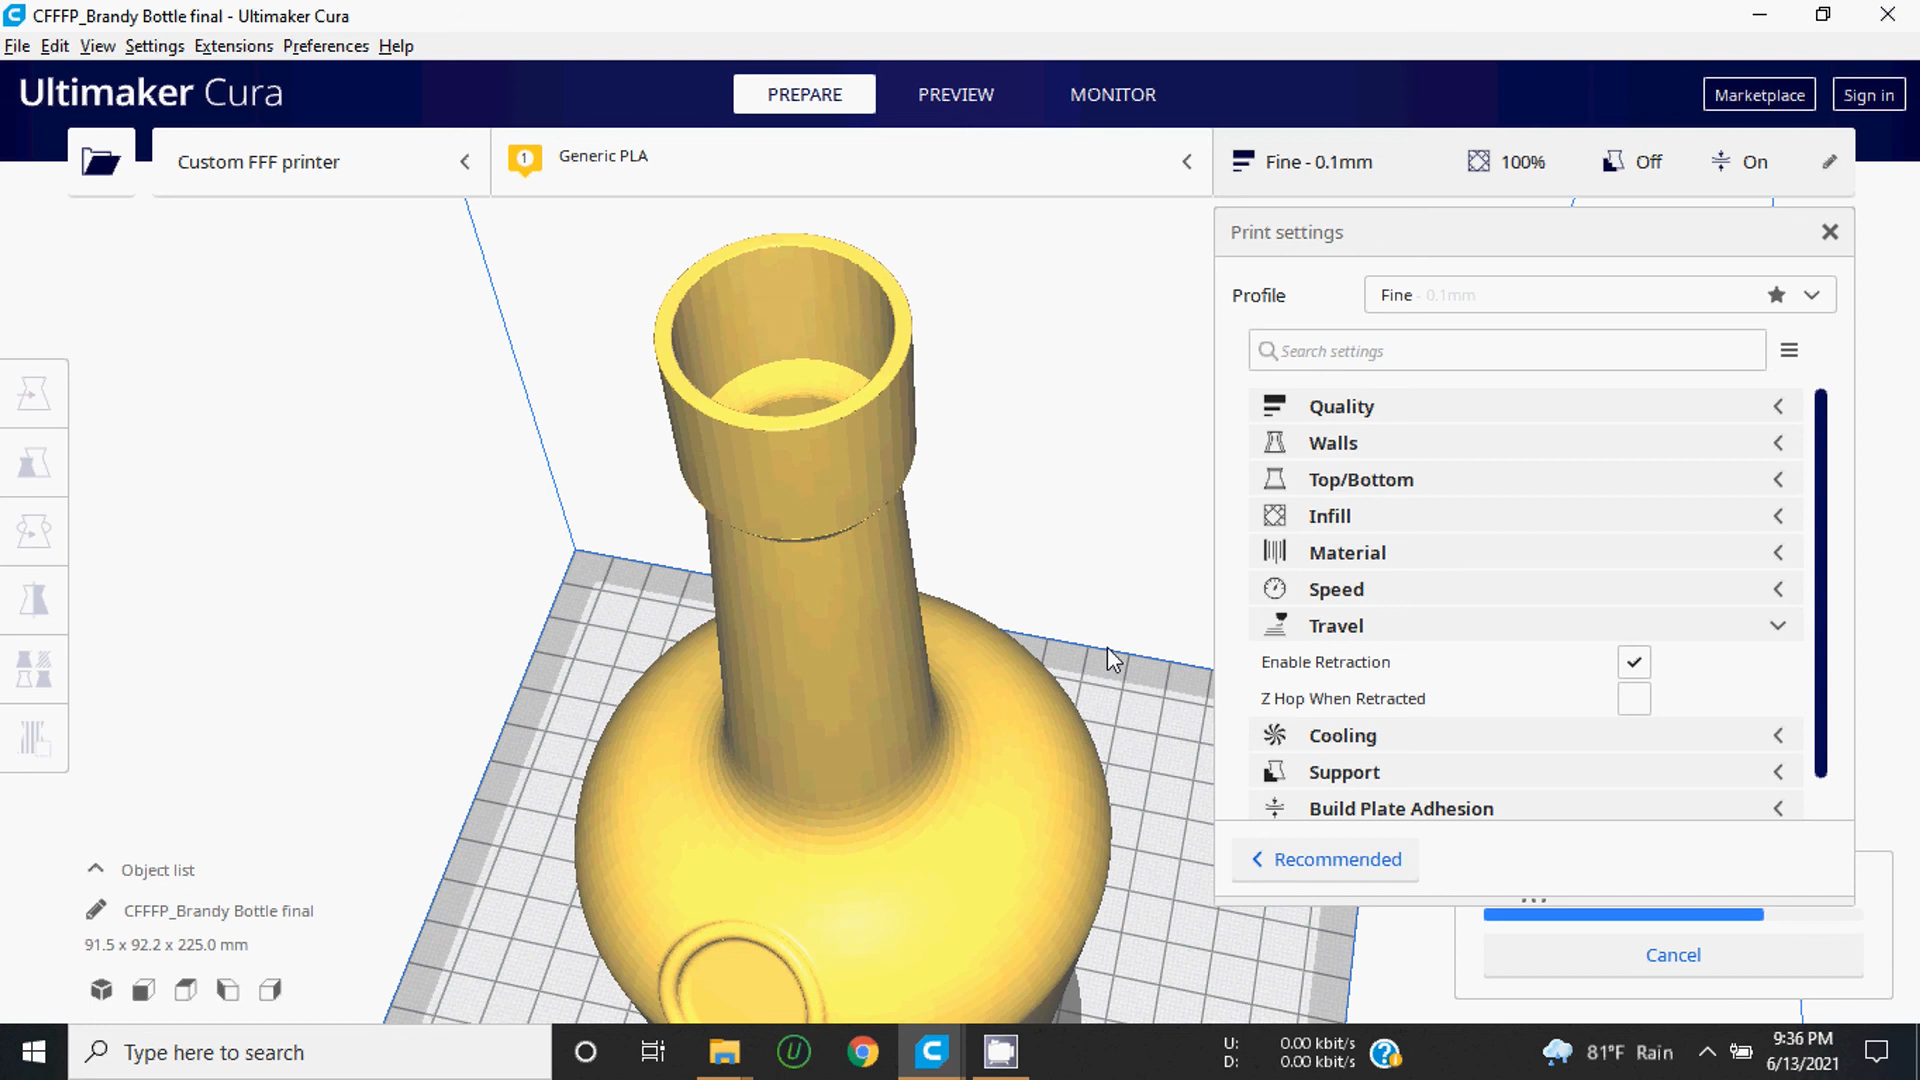 CFFFP_Brandy Bottle final - Ultimaker Cura
File Edit View Settings Extensions Preferences Help
Ultimaker Cura
PREPARE PREVIEW MONITOR
Marketplace Sign in
Custom FFF printer
1 Generic PLA
Fine - 0.1mm 100% Off On
Print settings
Profile Fine - 0.1mm
Search settings
Quality
Walls
Top/Bottom
Infill
Material
Speed
Travel
Enable Retraction
Z Hop When Retracted
Cooling
Support
Build Plate Adhesion
Recommended
Cancel
Object list
CFFFP_Brandy Bottle final
91.5 x 92.2 x 225.0 mm
Type here to search
U: 0.00 kbit/s
D: 0.00 kbit/s
81°F Rain
9:36 PM
6/13/2021